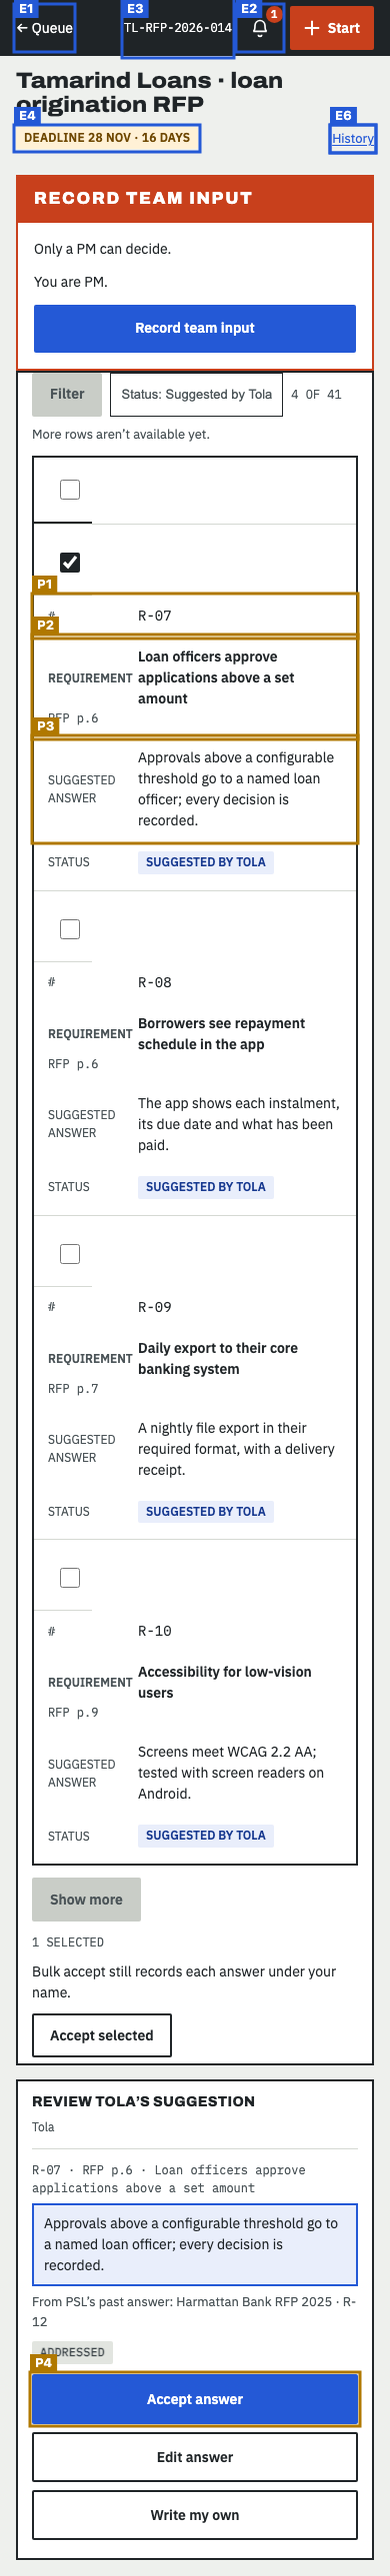 E1
E3
E2
← Queue
TL-RFP-2026-014
1
+ Start
Tamarind Loans · loan
origination RFP
E4
E6
DEADLINE 28 NOV · 16 DAYS
History
RECORD TEAM INPUT
Only a PM can decide.
You are PM.
Record team input
Filter
Status: Suggested by Tola
4 OF 41
More rows aren’t available yet.
P1
# R-07
P2
REQUIREMENT
Loan officers approve
applications above a set
amount
RFP p.6
P3
SUGGESTED
ANSWER
Approvals above a configurable
threshold go to a named loan
officer; every decision is
recorded.
STATUS
SUGGESTED BY TOLA
# R-08
REQUIREMENT
Borrowers see repayment
schedule in the app
RFP p.6
SUGGESTED
ANSWER
The app shows each instalment,
its due date and what has been
paid.
STATUS
SUGGESTED BY TOLA
# R-09
REQUIREMENT
Daily export to their core
banking system
RFP p.7
SUGGESTED
ANSWER
A nightly file export in their
required format, with a delivery
receipt.
STATUS
SUGGESTED BY TOLA
# R-10
REQUIREMENT
Accessibility for low-vision
users
RFP p.9
SUGGESTED
ANSWER
Screens meet WCAG 2.2 AA;
tested with screen readers on
Android.
STATUS
SUGGESTED BY TOLA
Show more
1 SELECTED
Bulk accept still records each answer under your
name.
Accept selected
REVIEW TOLA’S SUGGESTION
Tola
R-07 · RFP p.6 · Loan officers approve
applications above a set amount
Approvals above a configurable threshold go to
a named loan officer; every decision is
recorded.
From PSL’s past answer: Harmattan Bank RFP 2025 · R-
12
ADDRESSED
P4
Accept answer
Edit answer
Write my own